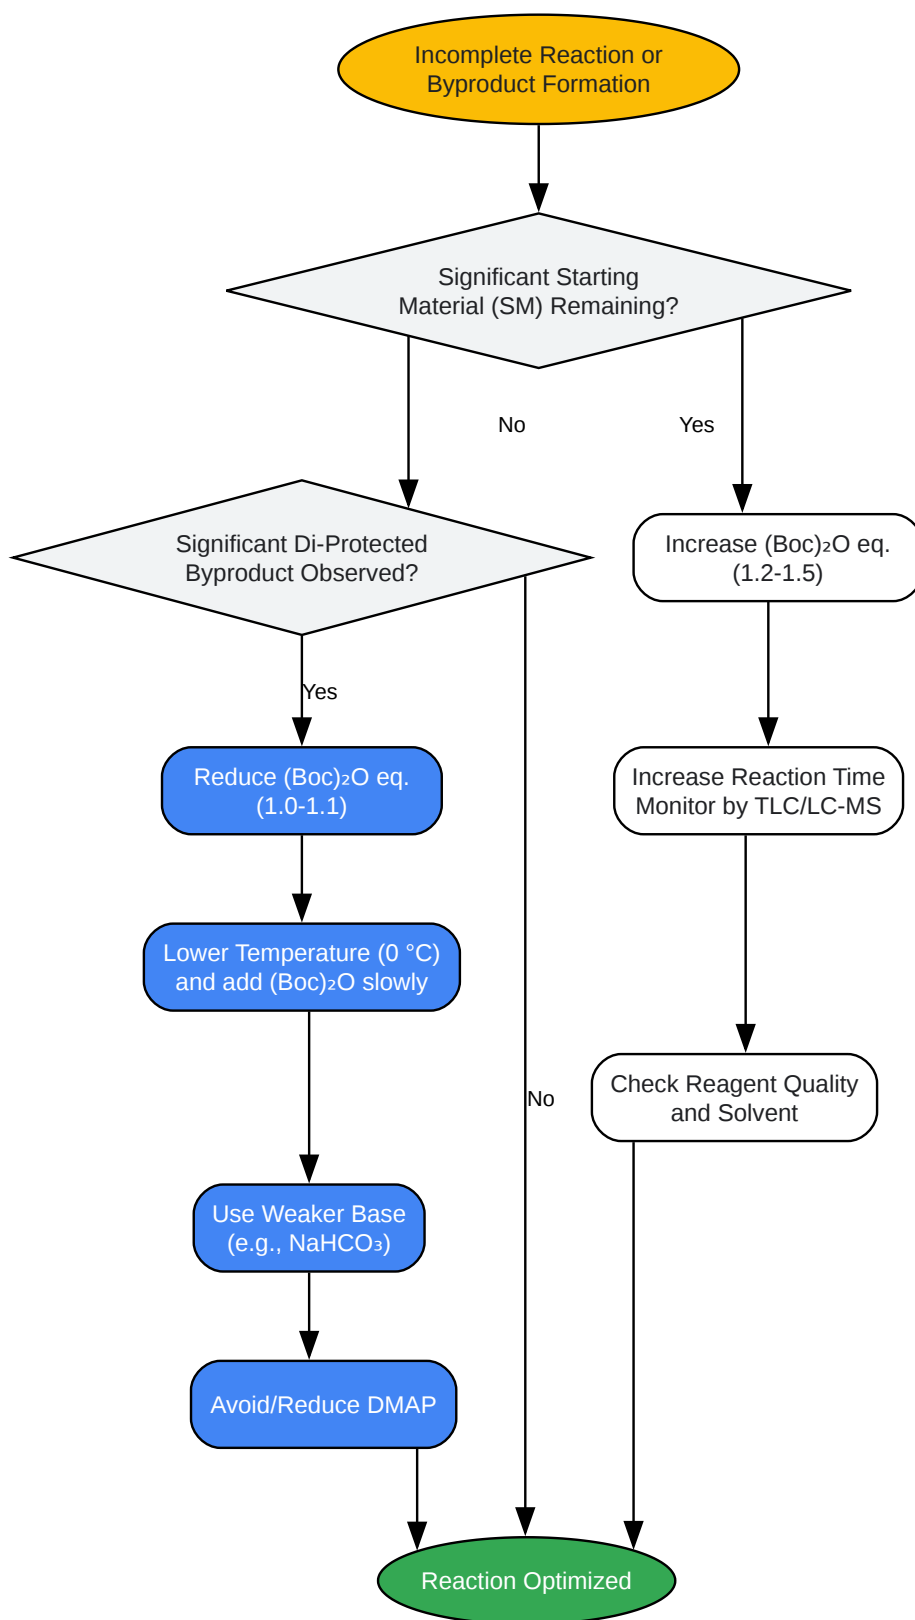 Incomplete Reaction or
Byproduct Formation
Significant Starting
Material (SM) Remaining?
No
Yes
Significant Di-Protected
Byproduct Observed?
Increase (Boc)₂O eq.
(1.2-1.5)
Yes
Reduce (Boc)₂O eq.
(1.0-1.1)
Increase Reaction Time
Monitor by TLC/LC-MS
Lower Temperature (0 °C)
and add (Boc)₂O slowly
No
Check Reagent Quality
and Solvent
Use Weaker Base
(e.g., NaHCO₃)
Avoid/Reduce DMAP
Reaction Optimized